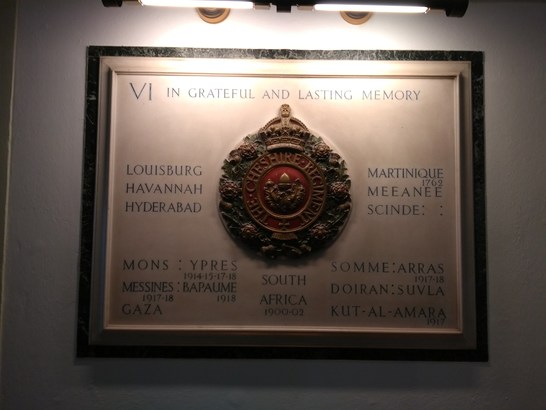 VI IN GRATEFUL AND LASTING MEMORY
THE CHESHIRE REGIMENT
LOUISBURG
HAVANNAH
HYDERABAD
MARTINIQUE
1762
MEEANEE
SCINDE : :
MONS : YPRES
1914-15-17-18
MESSINES : BAPAUME
1917-18 1918
GAZA
SOUTH
AFRICA
1900-02
SOMME : ARRAS
1917-18
DOIRAN : SUVLA
KUT-AL-AMARA
1917